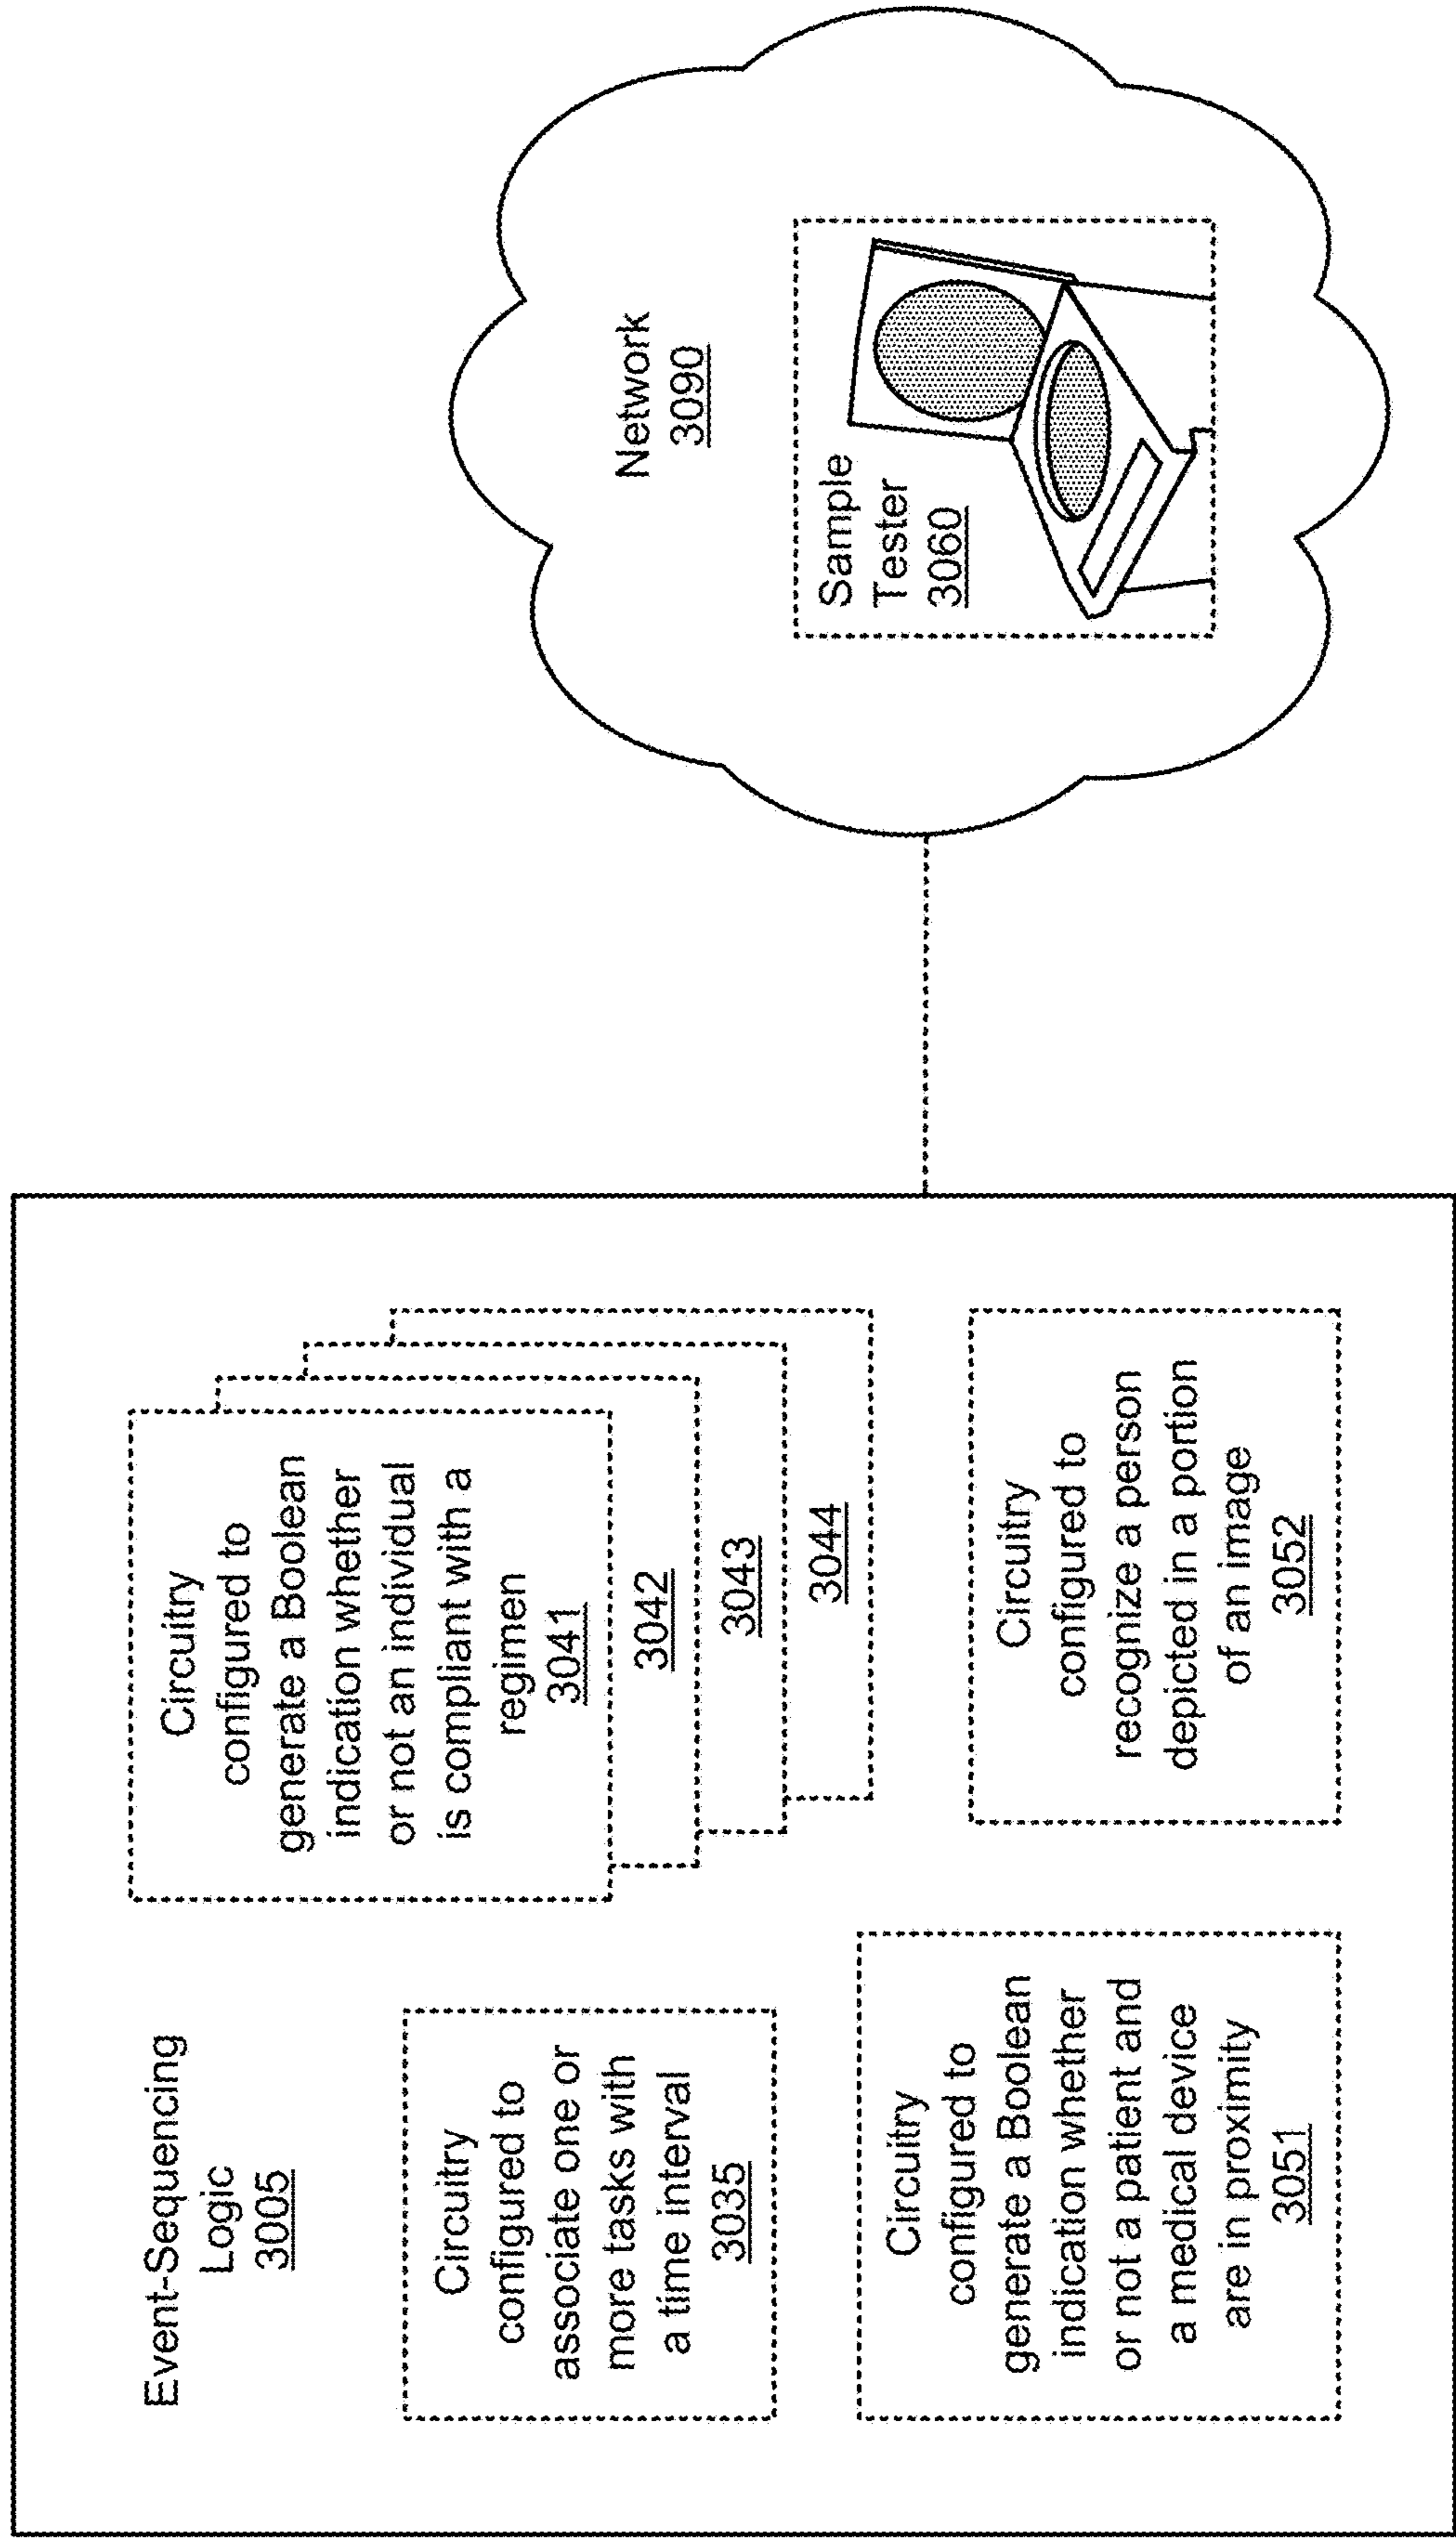 Event-Sequencing
Logic
3005
Circuitry
configured to
associate one or
more tasks with
a time interval
3035
Circuitry
configured to
generate a Boolean
indication whether
or not an individual
is compliant with a
regimen
3041
3042
3043
3044
Circuitry
configured to
generate a Boolean
indication whether
or not a patient and
a medical device
are in proximity
3051
Circuitry
configured to
recognize a person
depicted in a portion
of an image
3052
Network
3090
Sample
Tester
3060